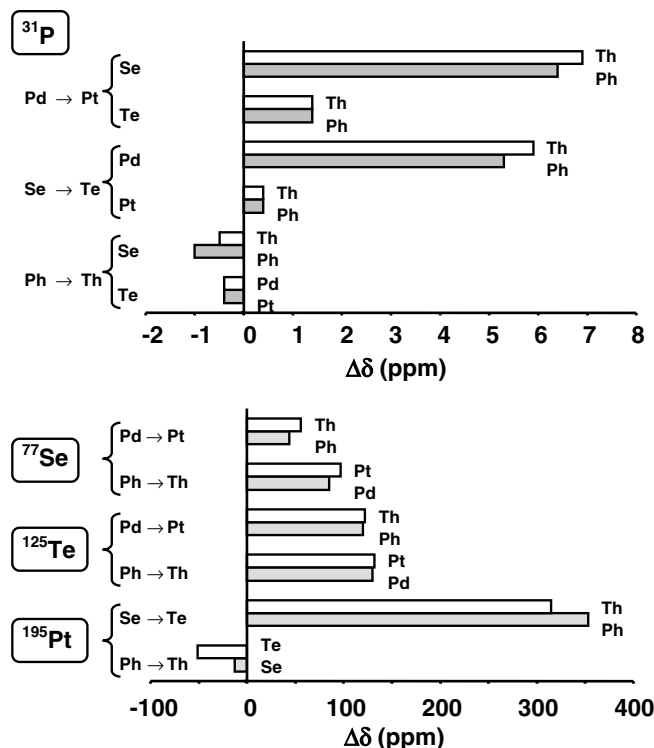 ³¹P
Pd → Pt
Se
Th
Ph
Te
Th
Ph
Se → Te
Pd
Th
Ph
Pt
Th
Ph
Ph → Th
Se
Th
Ph
Te
Pd
Pt
-2 -1 0 1 2 3 4 5 6 7 8
Δδ (ppm)
⁷⁷Se
Pd → Pt
Th
Ph
Ph → Th
Pt
Pd
¹²⁵Te
Pd → Pt
Th
Ph
Ph → Th
Pt
Pd
¹⁹⁵Pt
Se → Te
Th
Ph
Ph → Th
Te
Se
-100 0 100 200 300 400
Δδ (ppm)